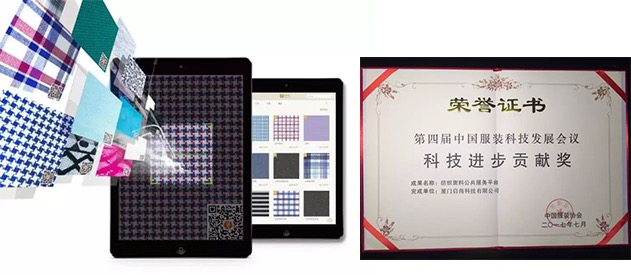 荣誉证书
第四届中国服装科技发展会议
科技进步贡献奖
成果名称：纺织面料公共服务平台
完成单位：厦门启尚科技有限公司
中国服装协会
二〇一七年七月